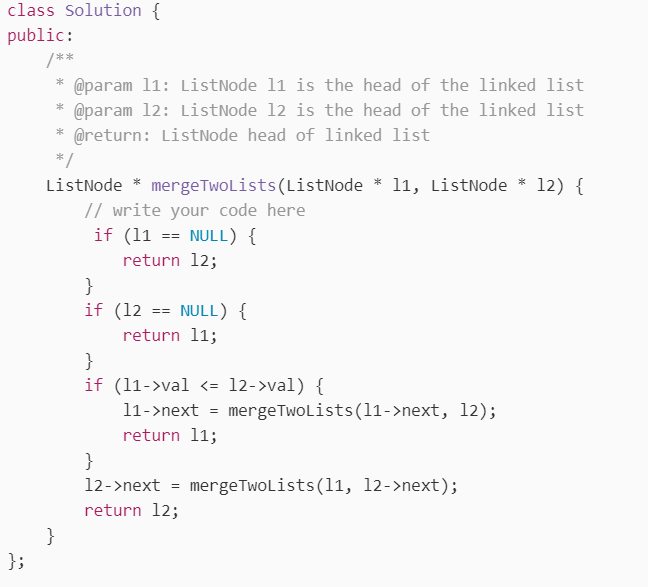 class Solution {
public:
    /**
     * @param l1: ListNode l1 is the head of the linked list
     * @param l2: ListNode l2 is the head of the linked list
     * @return: ListNode head of linked list
     */
    ListNode * mergeTwoLists(ListNode * l1, ListNode * l2) {
        // write your code here
         if (l1 == NULL) {
            return l2;
        }
        if (l2 == NULL) {
            return l1;
        }
        if (l1->val <= l2->val) {
            l1->next = mergeTwoLists(l1->next, l2);
            return l1;
        }
        l2->next = mergeTwoLists(l1, l2->next);
        return l2;
    }
};